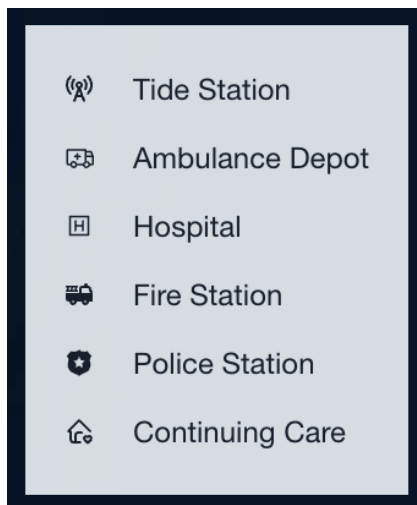 Tide Station
Ambulance Depot
H Hospital
Fire Station
Police Station
Continuing Care